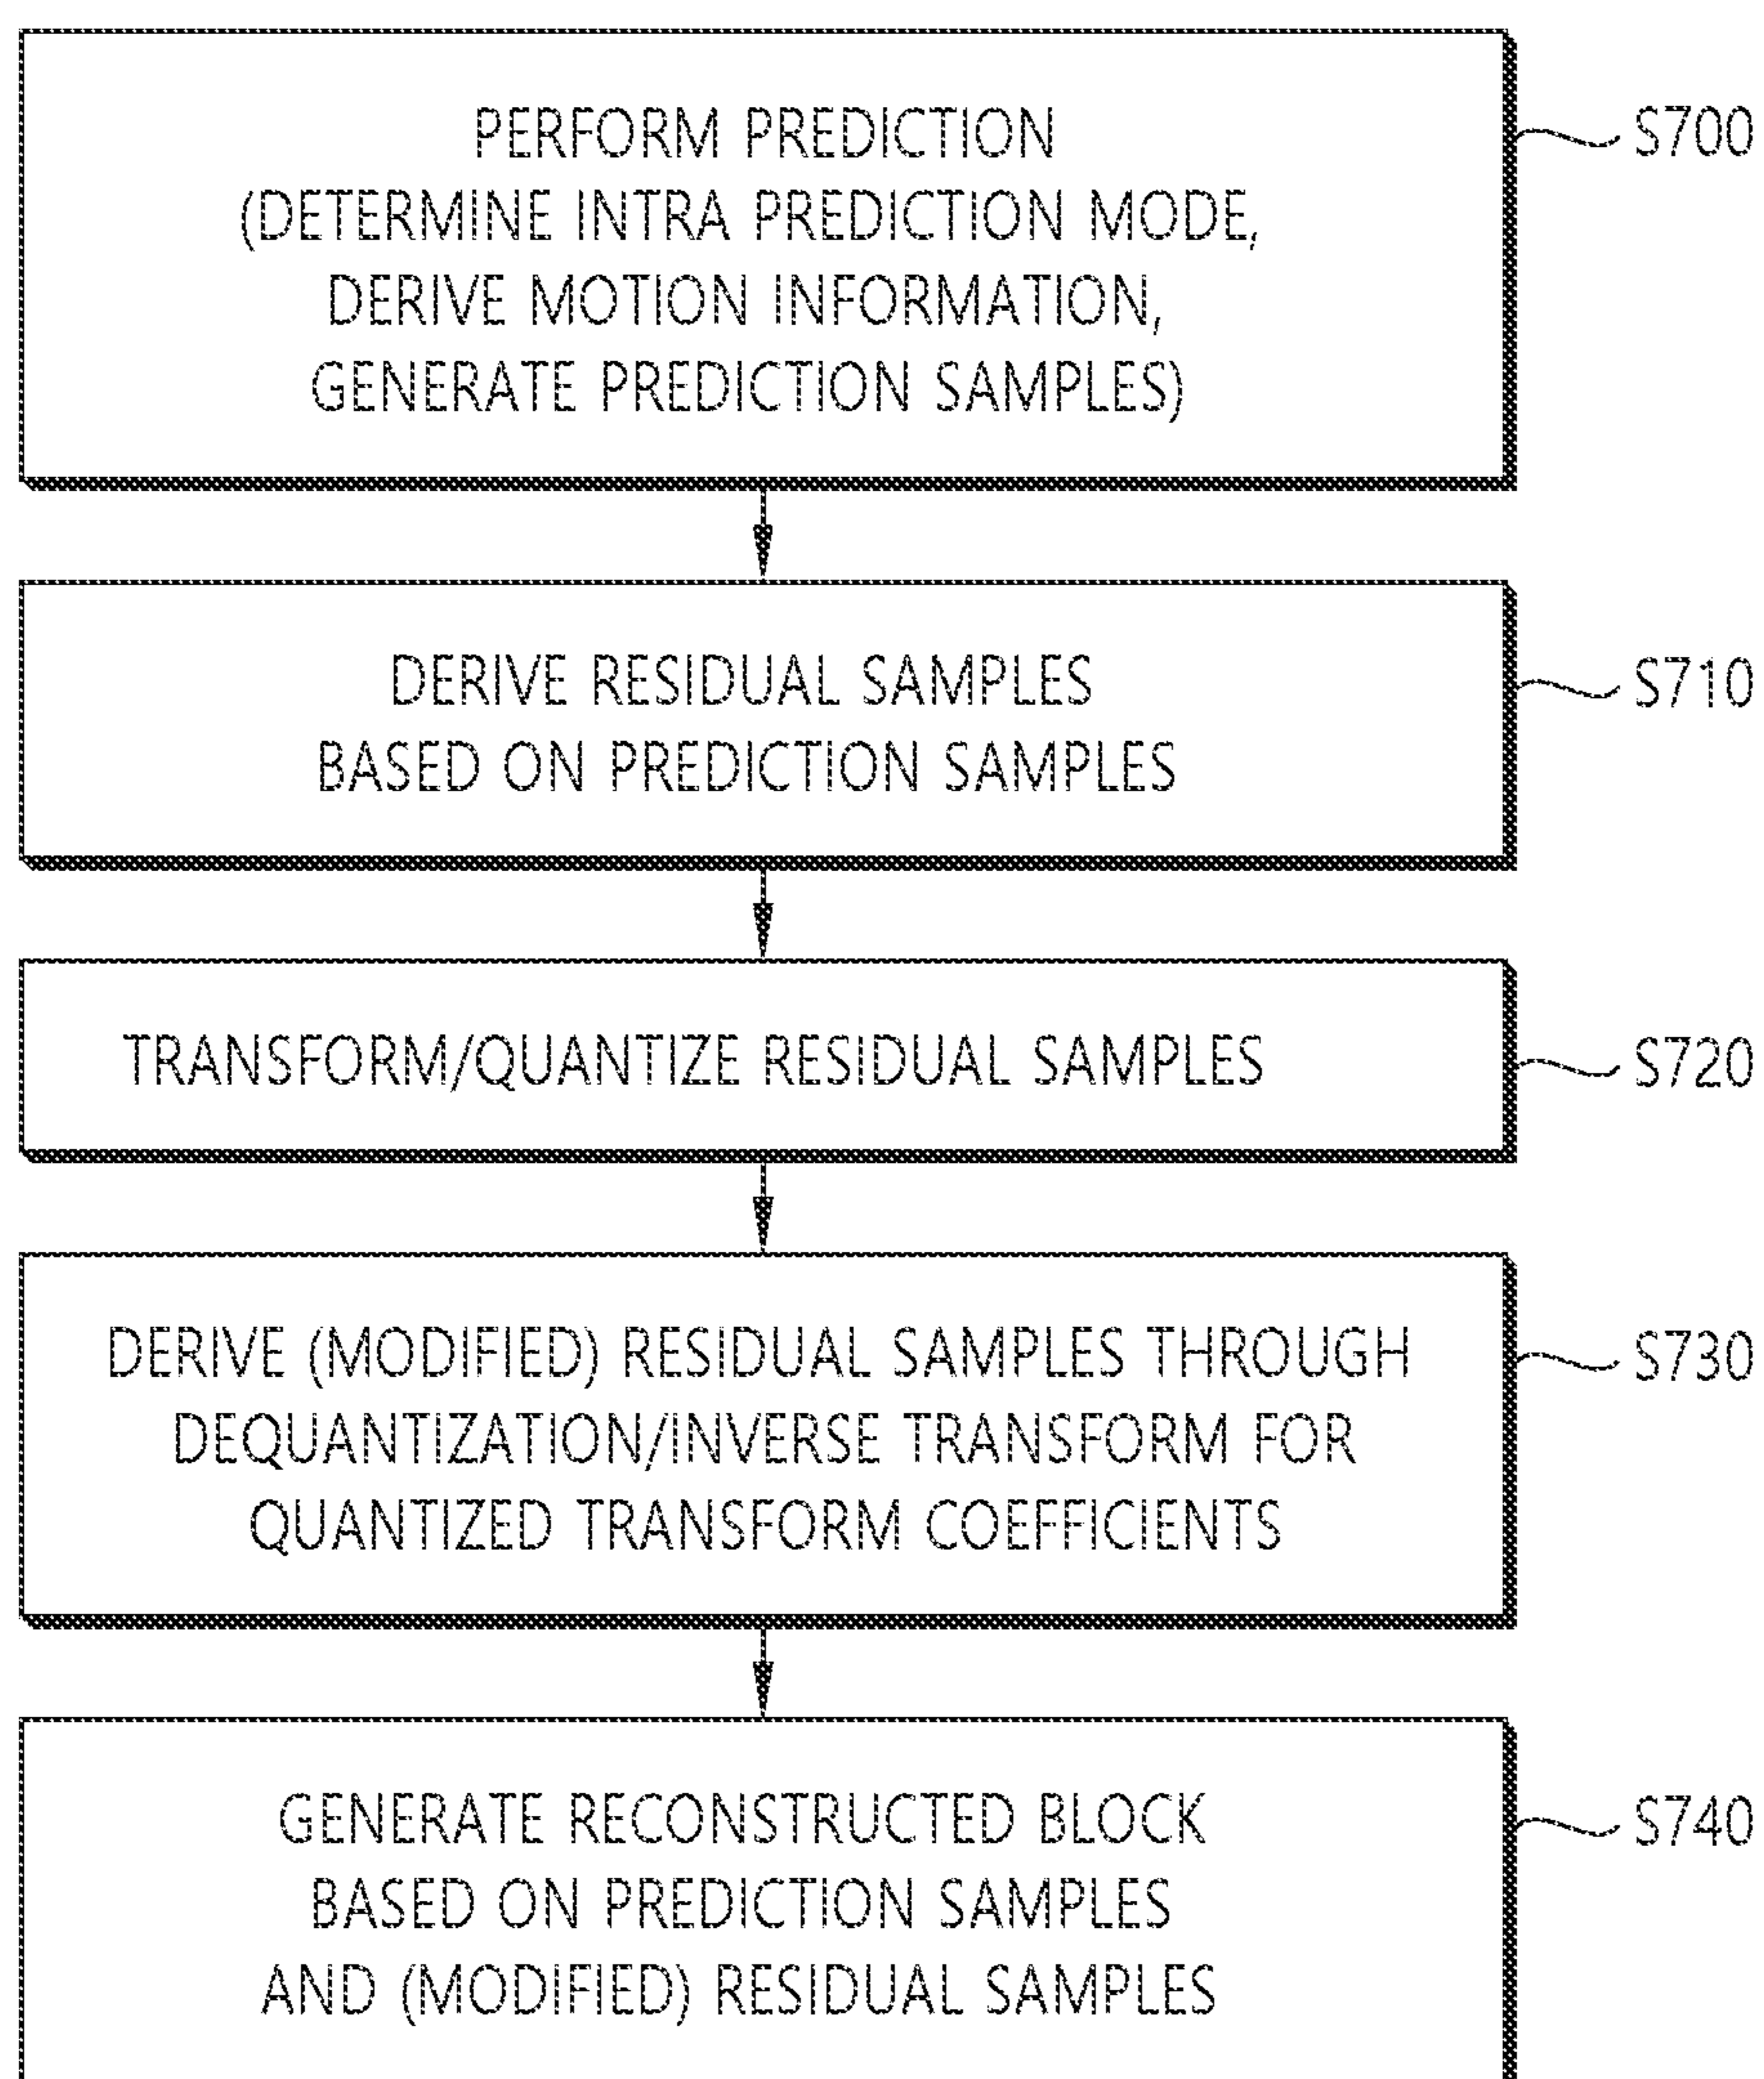 PERFORM PREDICTION
(DETERMINE INTRA PREDICTION MODE,
DERIVE MOTION INFORMATION,
GENERATE PREDICTION SAMPLES)
S700
DERIVE RESIDUAL SAMPLES
BASED ON PREDICTION SAMPLES
S710
TRANSFORM/QUANTIZE RESIDUAL SAMPLES
S720
DERIVE (MODIFIED) RESIDUAL SAMPLES THROUGH
DEQUANTIZATION/INVERSE TRANSFORM FOR
QUANTIZED TRANSFORM COEFFICIENTS
S730
GENERATE RECONSTRUCTED BLOCK
BASED ON PREDICTION SAMPLES
AND (MODIFIED) RESIDUAL SAMPLES
S740